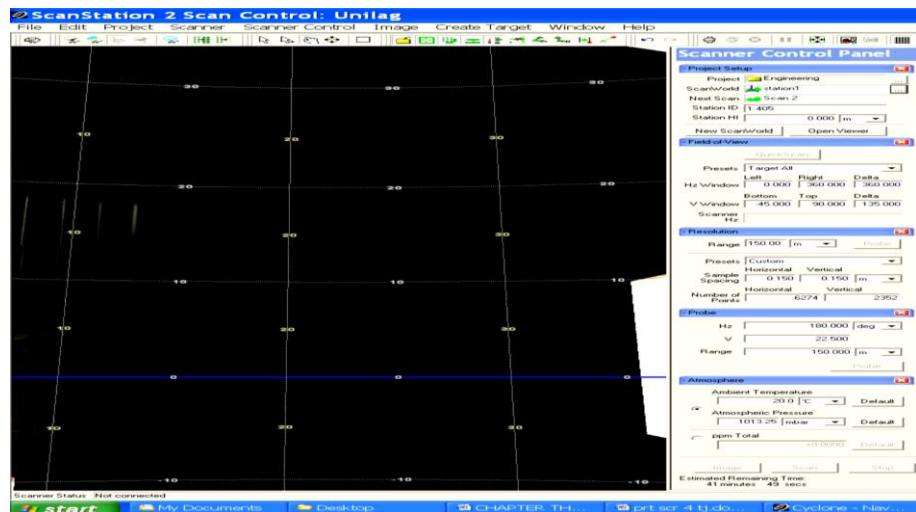 ScanStation 2 Scan Control: Unilag
File Edit Project Scanner Scanner Control Image Create Target Window Help
Scanner Control Panel
Project Setup
Project Engineering
ScanWorld station1
Next Scan Scan 2
Station ID 1.405
Station HI 0.000 m
New ScanWorld Open Viewer
Field-of-View
QuickScan
Presets Target All
Left Right Delta
Hz Window 0.000 360.000 360.000
Bottom Top Delta
V Window -45.000 90.000 135.000
Scanner
Hz
Resolution
Range 150.00 m Probe
Presets Custom
Horizontal Vertical
Sample Spacing 0.150 0.150 m
Horizontal Vertical
Number of Points 6274 2352
Probe
Hz 180.000 deg
V 22.500
Range 150.000 m
Probe
Atmosphere
Ambient Temperature
20.0 °C Default
Atmospheric Pressure
1013.25 mbar Default
ppm Total
+0.0000 Default
Image Scan Stop
Estimated Remaining Time:
41 minutes 49 secs
30 30 30
10 20 30
20 20 20
10 20 30
10 10 10
10 20 30
0 0 0
10 20 30
-10 -10 -10
Scanner Status: Not connected
start My Documents Desktop CHAPTER TH... prt scr 4 tj.do... Cyclone - Nav...